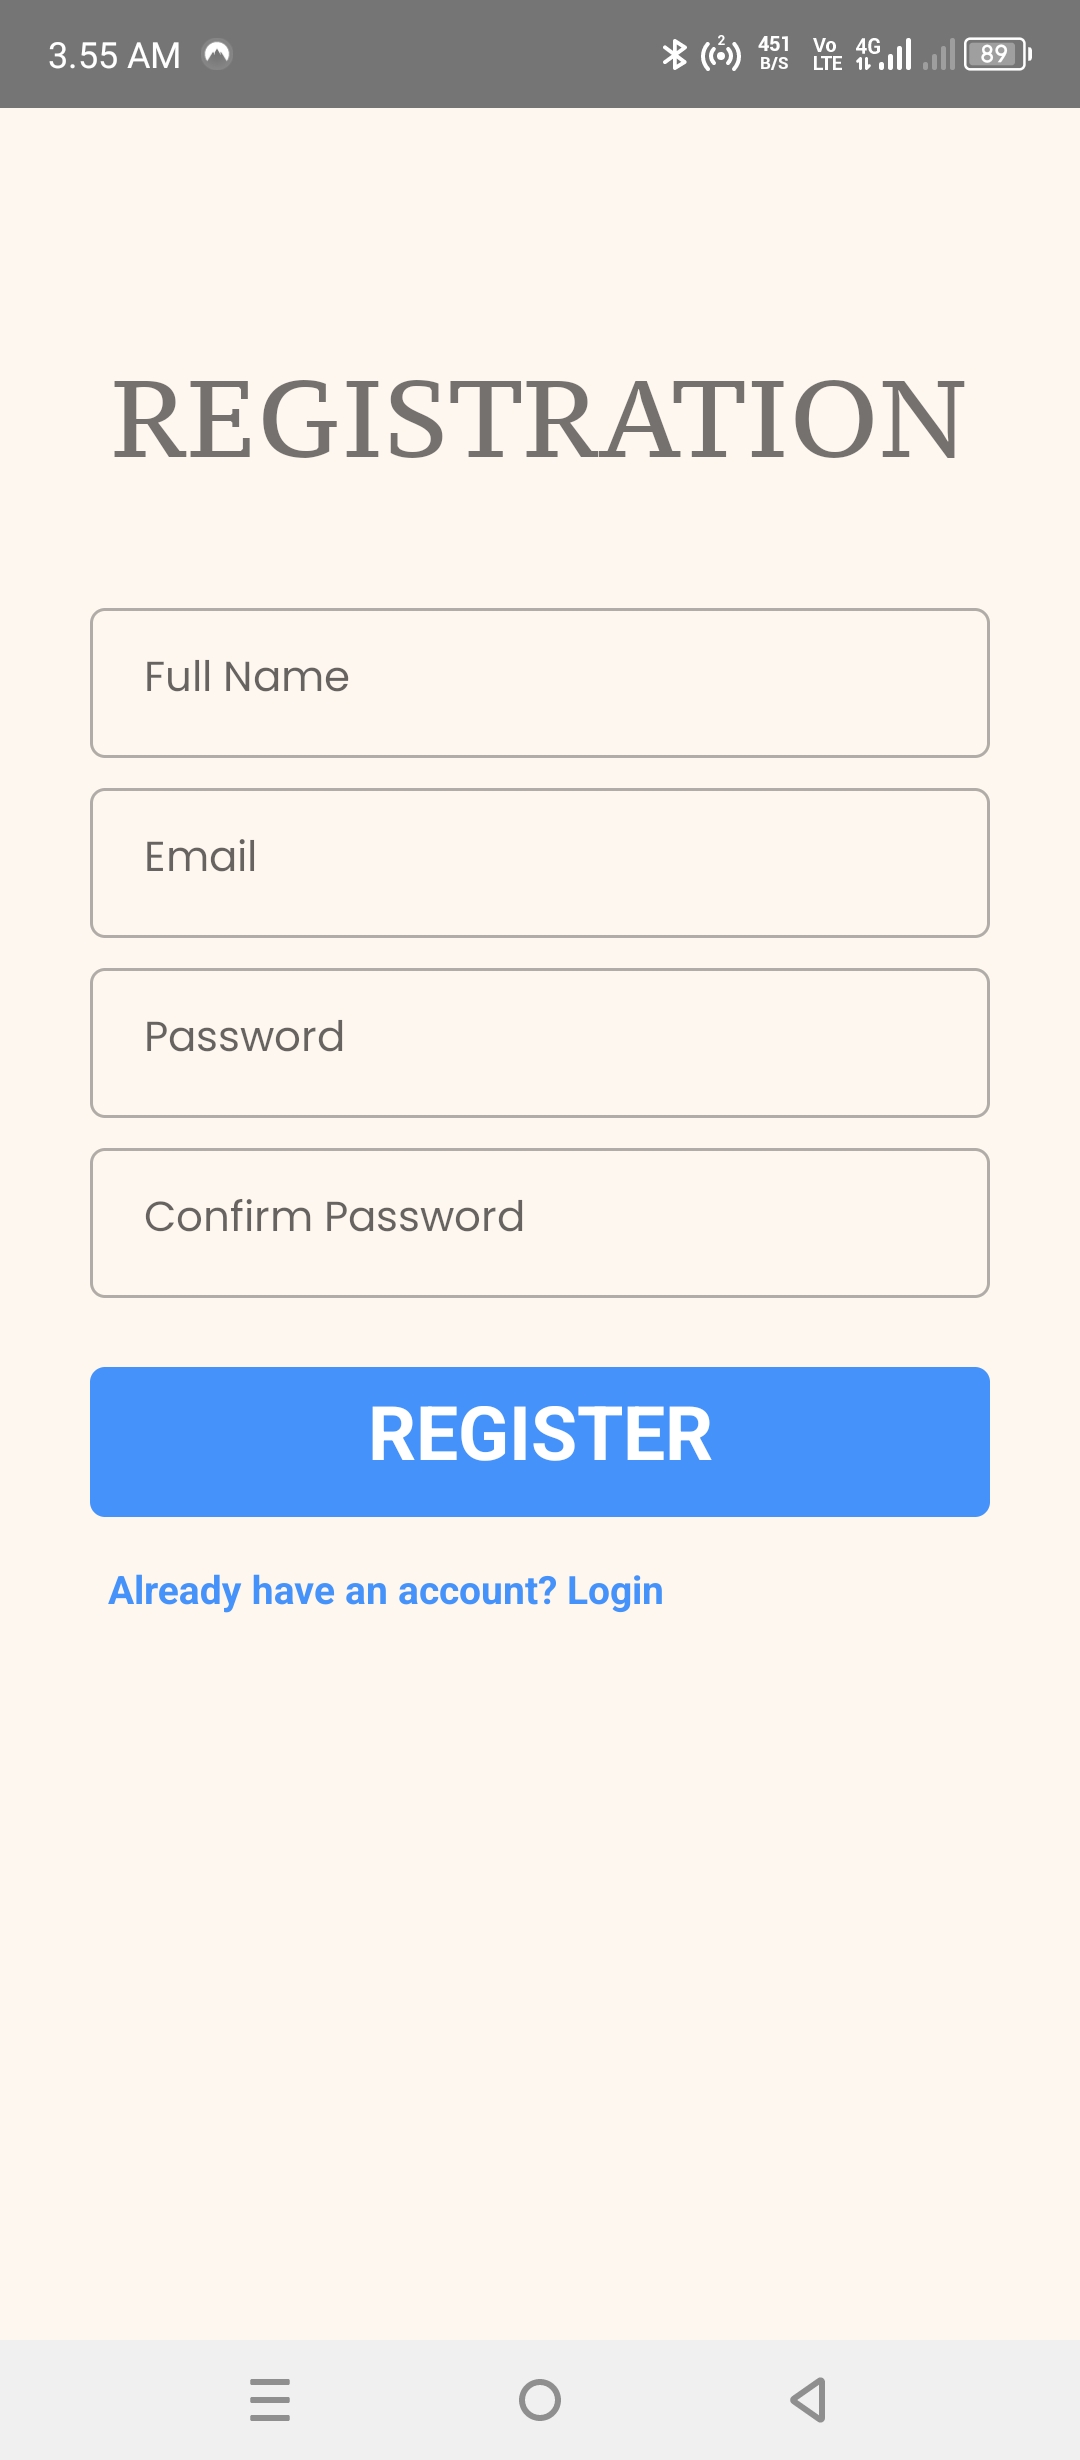 3.55 AM 2 451 B/S Vo LTE 4G 89
REGISTRATION
Full Name
Email
Password
Confirm Password
REGISTER
Already have an account? Login